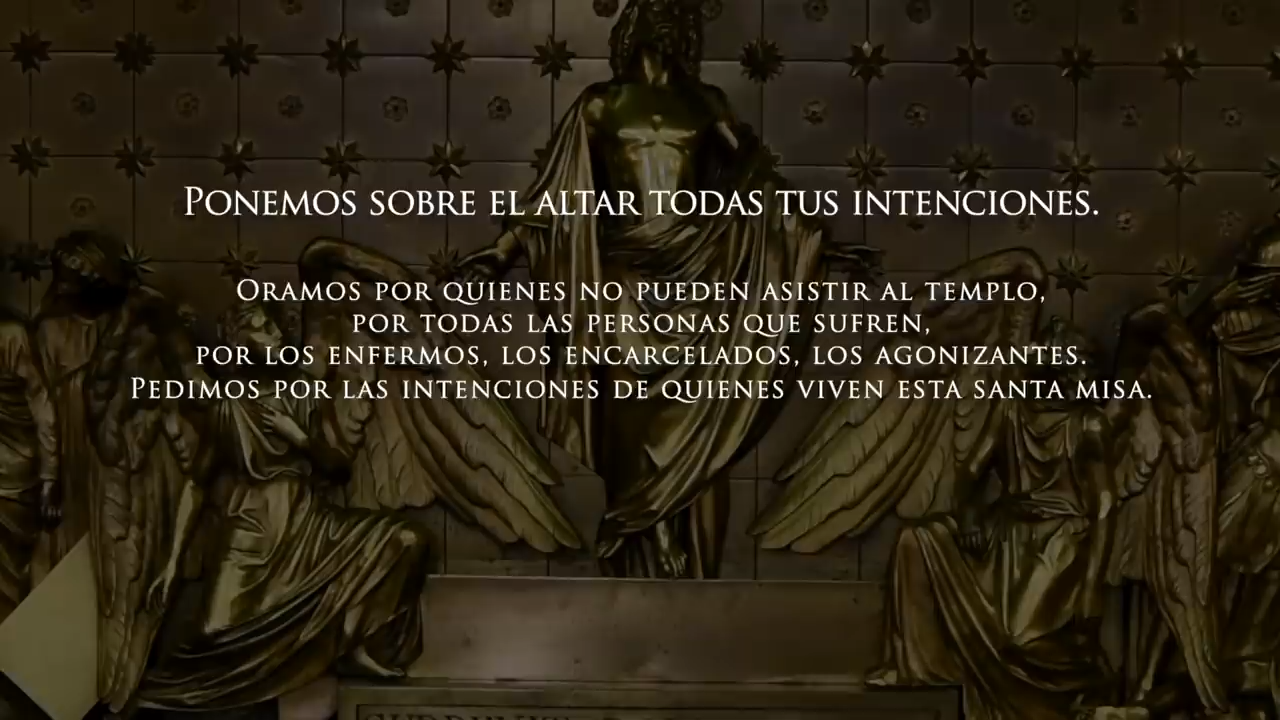 Ponemos sobre el altar todas tus intenciones.
Oramos por quienes no pueden asistir al templo,
por todas las personas que sufren,
por los enfermos, los encarcelados, los agonizantes.
Pedimos por las intenciones de quienes viven esta santa misa.